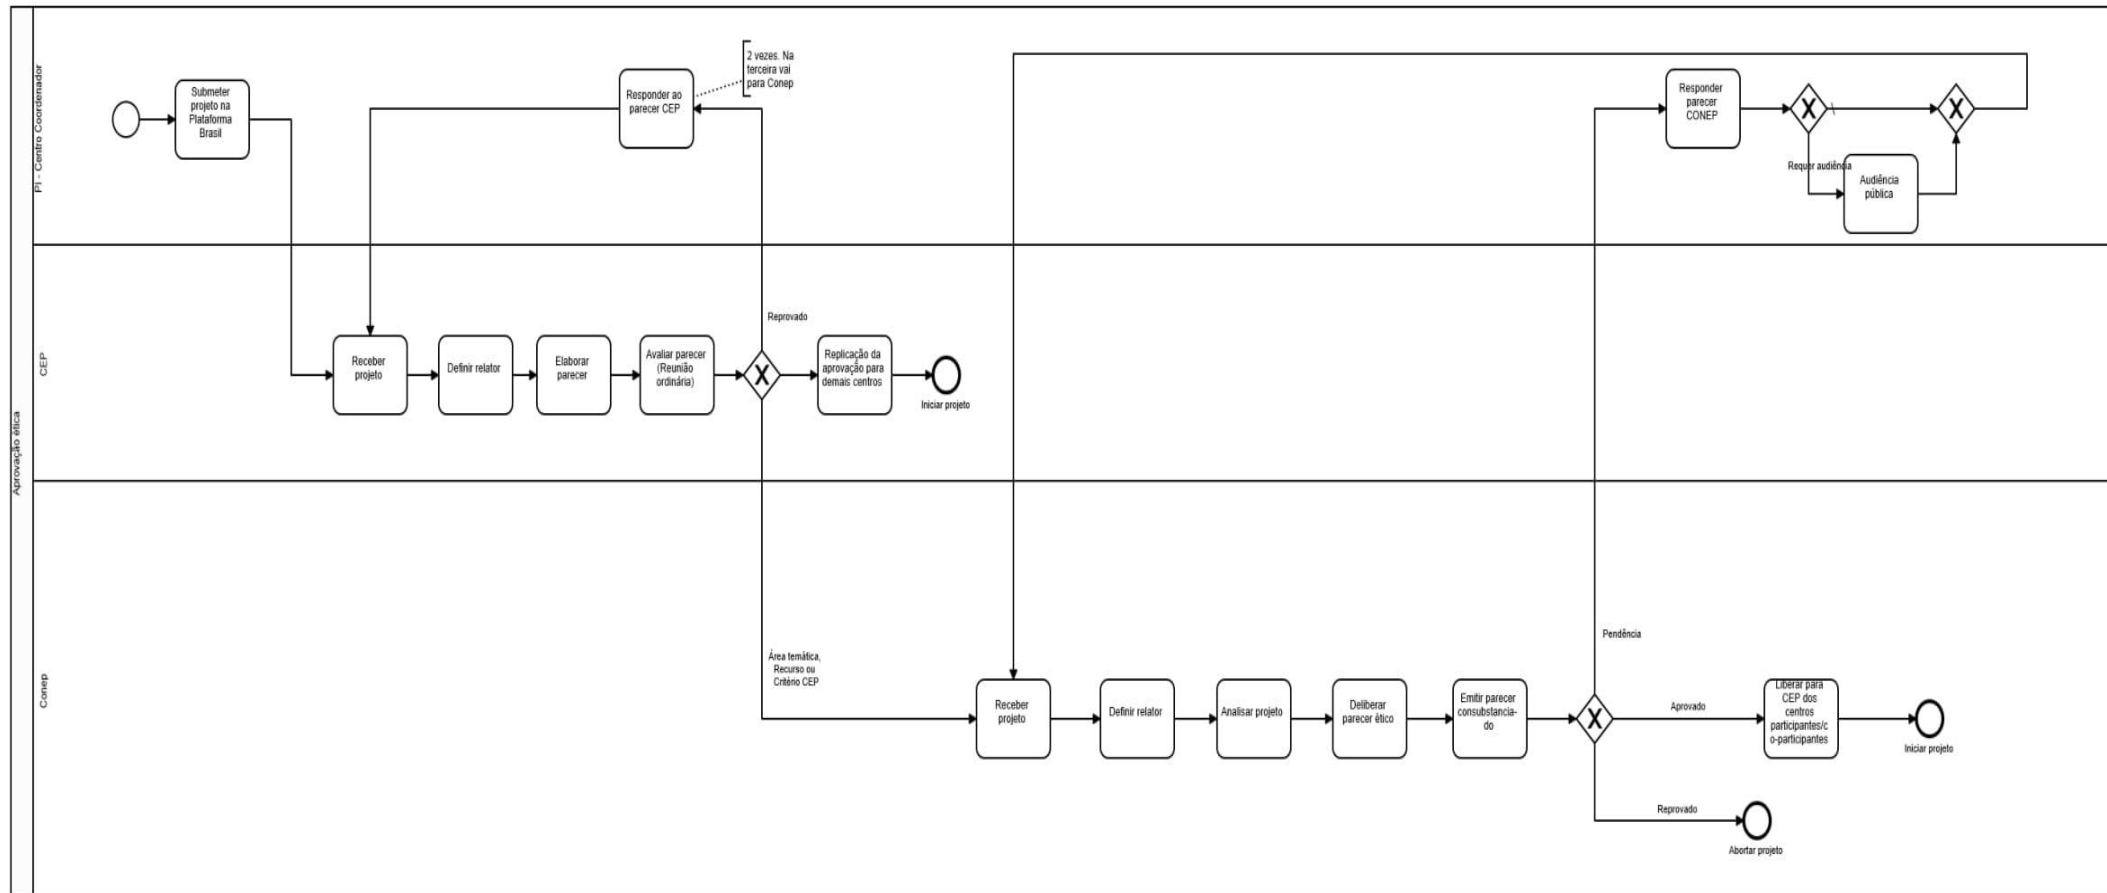 Aprovação ética
PI - Centro Coordenador
Submeter
projeto na
Plataforma
Brasil
Responder ao
parecer CEP
2 vezes. Na
terceira vai
para Conep
Responder
parecer
CONEP
Requer audiência
Audiência
pública
CEP
Receber
projeto
Definir relator
Elaborar
parecer
Avaliar parecer
(Reunião
ordinária)
Reprovado
Replicação da
aprovação para
demais centros
Iniciar projeto
Conep
Área temática,
Recurso ou
Critério CEP
Receber
projeto
Definir relator
Analisar projeto
Deliberar
parecer ético
Emitir parecer
consubstancia-
do
Pendência
Aprovado
Liberar para
CEP dos
centros
participantes/c
o-participantes
Iniciar projeto
Reprovado
Abortar projeto